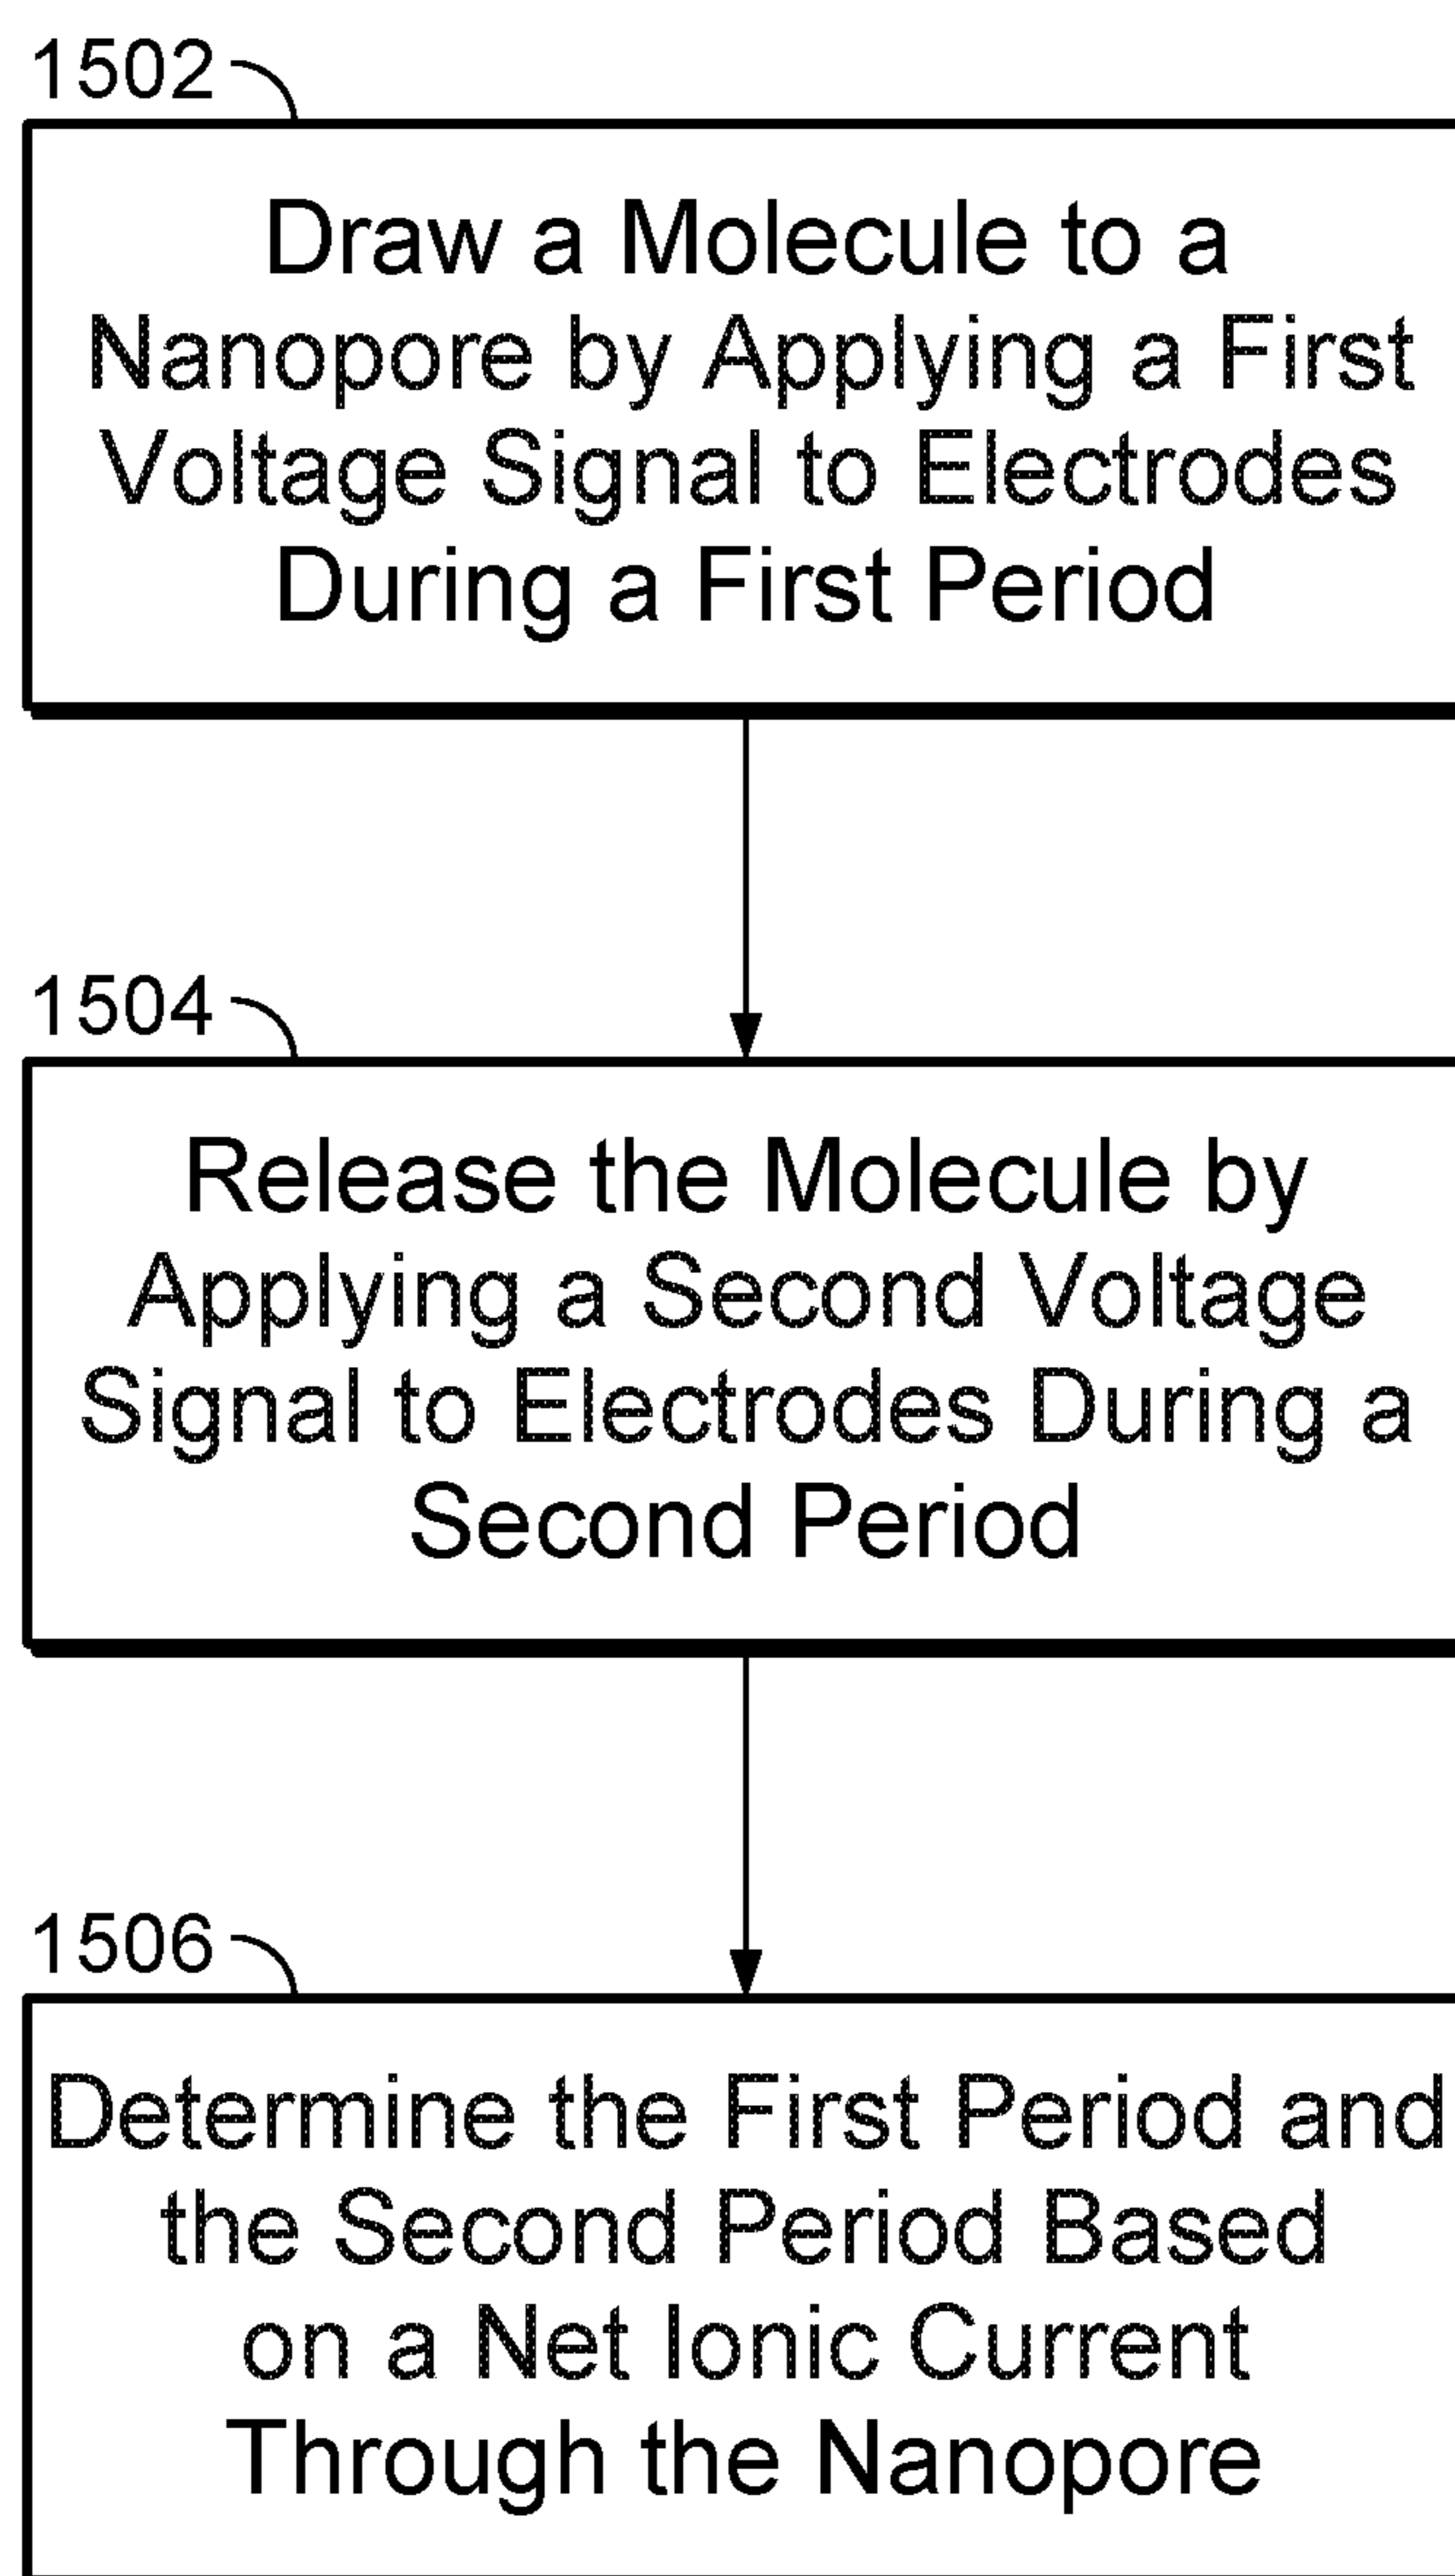 1502
Draw a Molecule to a
Nanopore by Applying a First
Voltage Signal to Electrodes
During a First Period
1504
Release the Molecule by
Applying a Second Voltage
Signal to Electrodes During a
Second Period
1506
Determine the First Period and
the Second Period Based
on a Net Ionic Current
Through the Nanopore